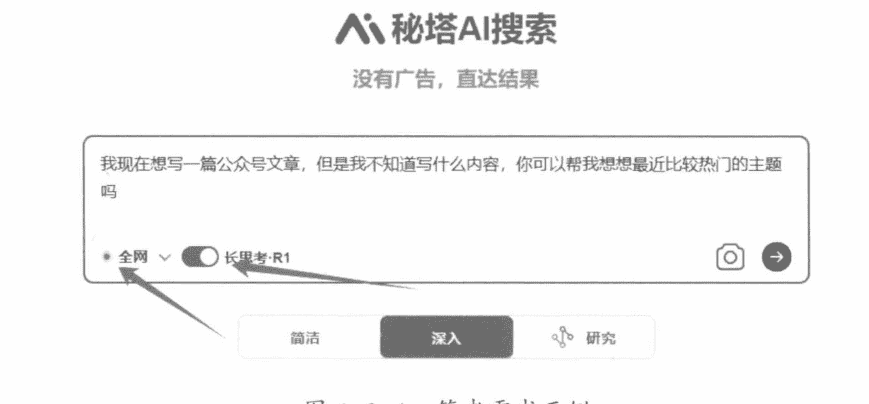 秘塔AI搜索
没有广告，直达结果
我现在想写一篇公众号文章，但是我不知道写什么内容，你可以帮我想想最近比较热门的主题
吗
全网 长思考·R1
简洁 深入 研究